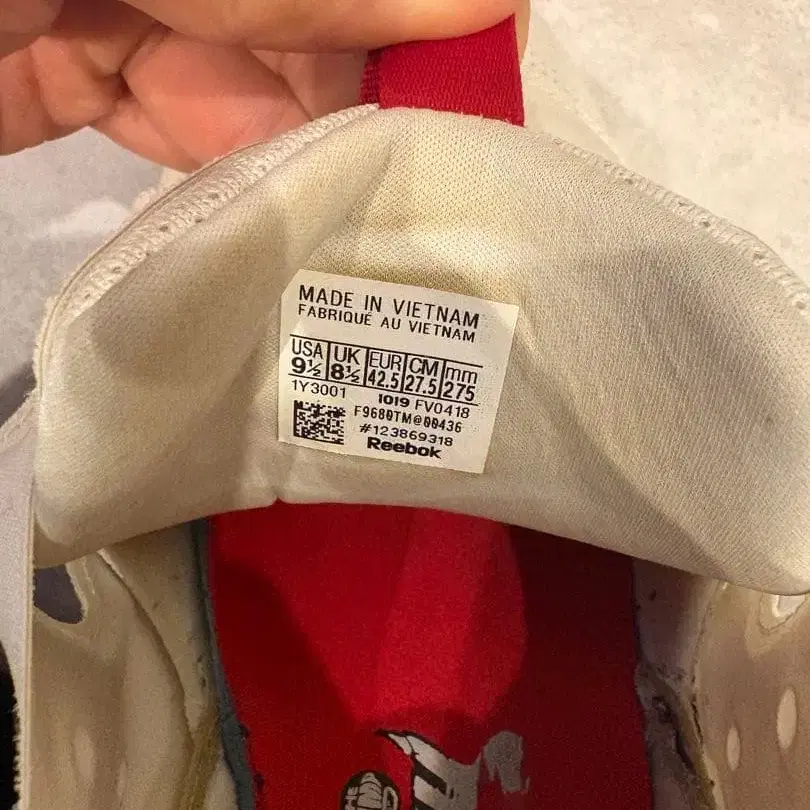 MADE IN VIETNAM
FABRIQUÉ AU VIETNAM
USA UK EUR CM mm
9½ 8½ 42.5 27.5 275
1Y3001 1019 FV0418
F9680TM@00436
#123869318
Reebok
THE